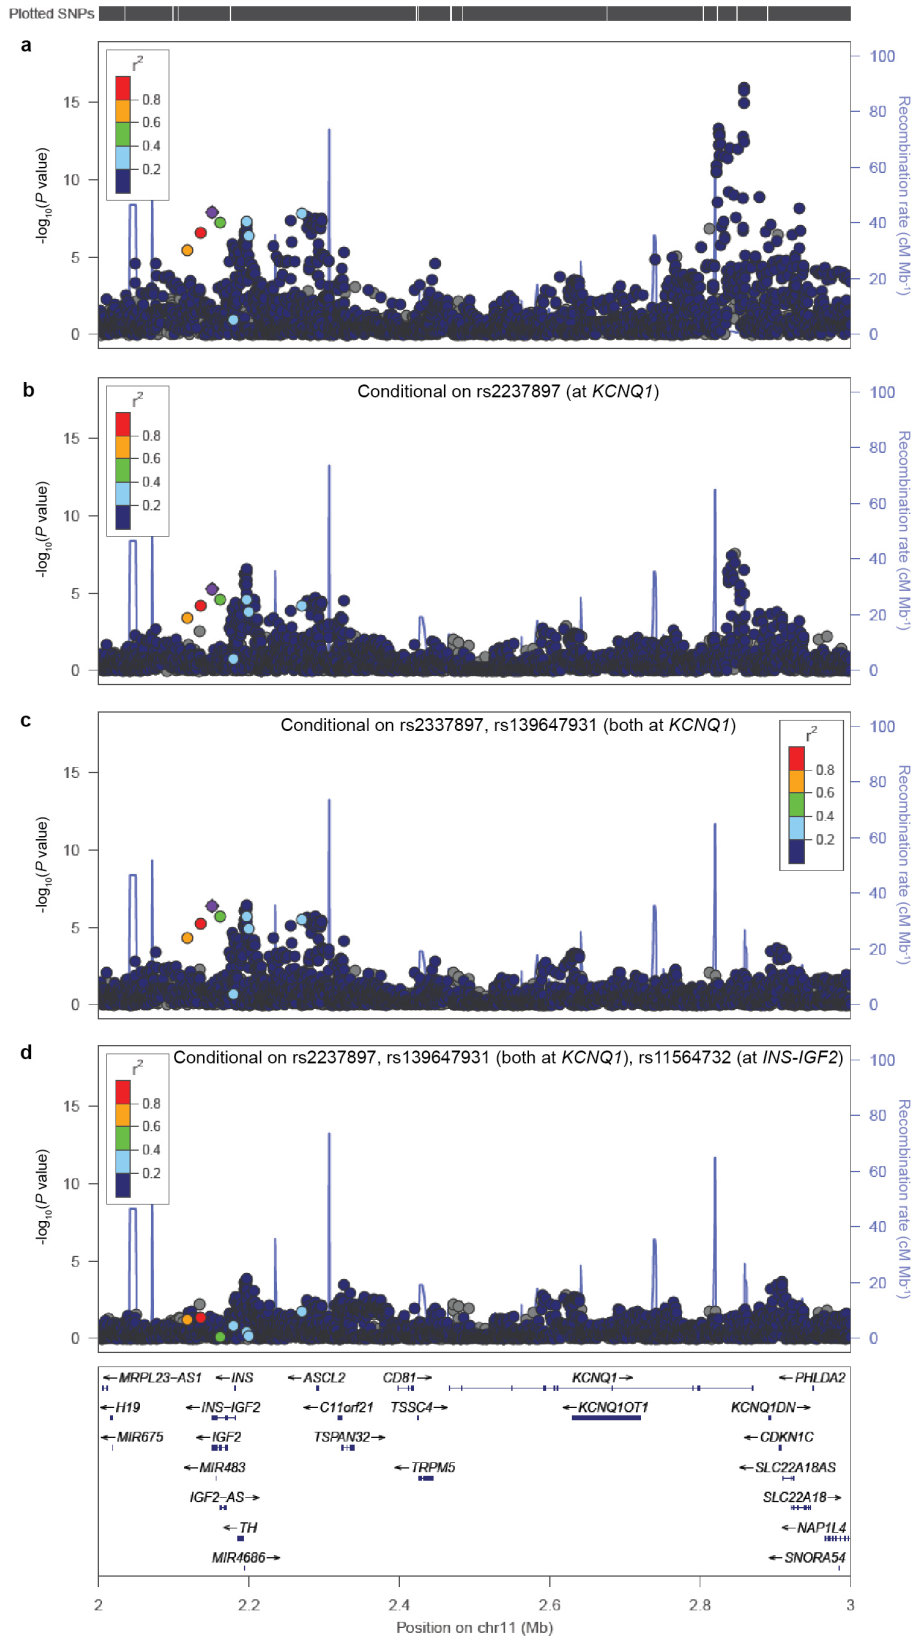 Plotted SNPs
a
r2
0.8
0.6
0.4
0.2
15
10
5
0
-log10(P value)
100
80
60
40
20
0
Recombination rate (cM Mb-1)
b
Conditional on rs2237897 (at KCNQ1)
r2
0.8
0.6
0.4
0.2
15
10
5
0
-log10(P value)
100
80
60
40
20
0
Recombination rate (cM Mb-1)
c
Conditional on rs2337897, rs139647931 (both at KCNQ1)
r2
0.8
0.6
0.4
0.2
15
10
5
0
-log10(P value)
100
80
60
40
20
0
Recombination rate (cM Mb-1)
d
Conditional on rs2237897, rs139647931 (both at KCNQ1), rs11564732 (at INS-IGF2)
r2
0.8
0.6
0.4
0.2
15
10
5
0
-log10(P value)
100
80
60
40
20
0
Recombination rate (cM Mb-1)
←MRPL23-AS1 ←INS ←ASCL2 CD81→ KCNQ1→ ←PHLDA2
←H19 ←INS-IGF2 ←C11orf21 TSSC4→ ←KCNQ1OT1 KCNQ1DN→
←MIR675 ←IGF2 TSPAN32→ ←CDKN1C
←MIR483 ←TRPM5 ←SLC22A18AS
IGF2-AS→ SLC22A18→
←TH ←NAP1L4
MIR4686→ ←SNORA54
2 2.2 2.4 2.6 2.8 3
Position on chr11 (Mb)